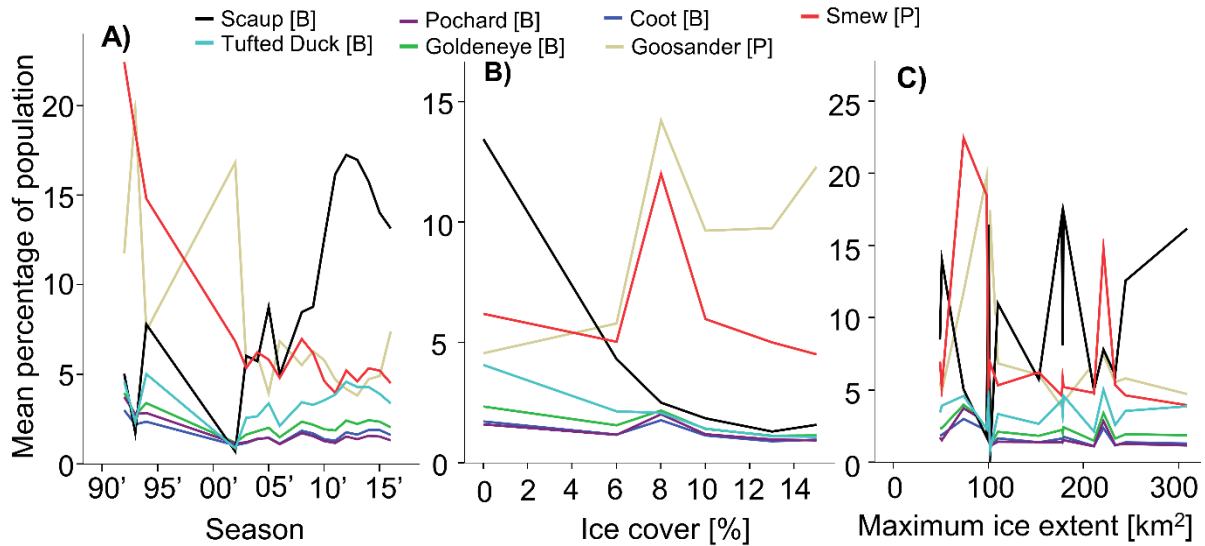 Scaup [B] Pochard [B] Coot [B] Smew [P]
Tufted Duck [B] Goldeneye [B] Goosander [P]
A)
B)
C)
Mean percentage of population
20
15
10
5
0
90' 95' 00' 05' 10' 15'
Season
15
10
5
0
0 2 4 6 8 10 12 14
Ice cover [%]
25
20
15
10
5
0
0 100 200 300
Maximum ice extent [km²]